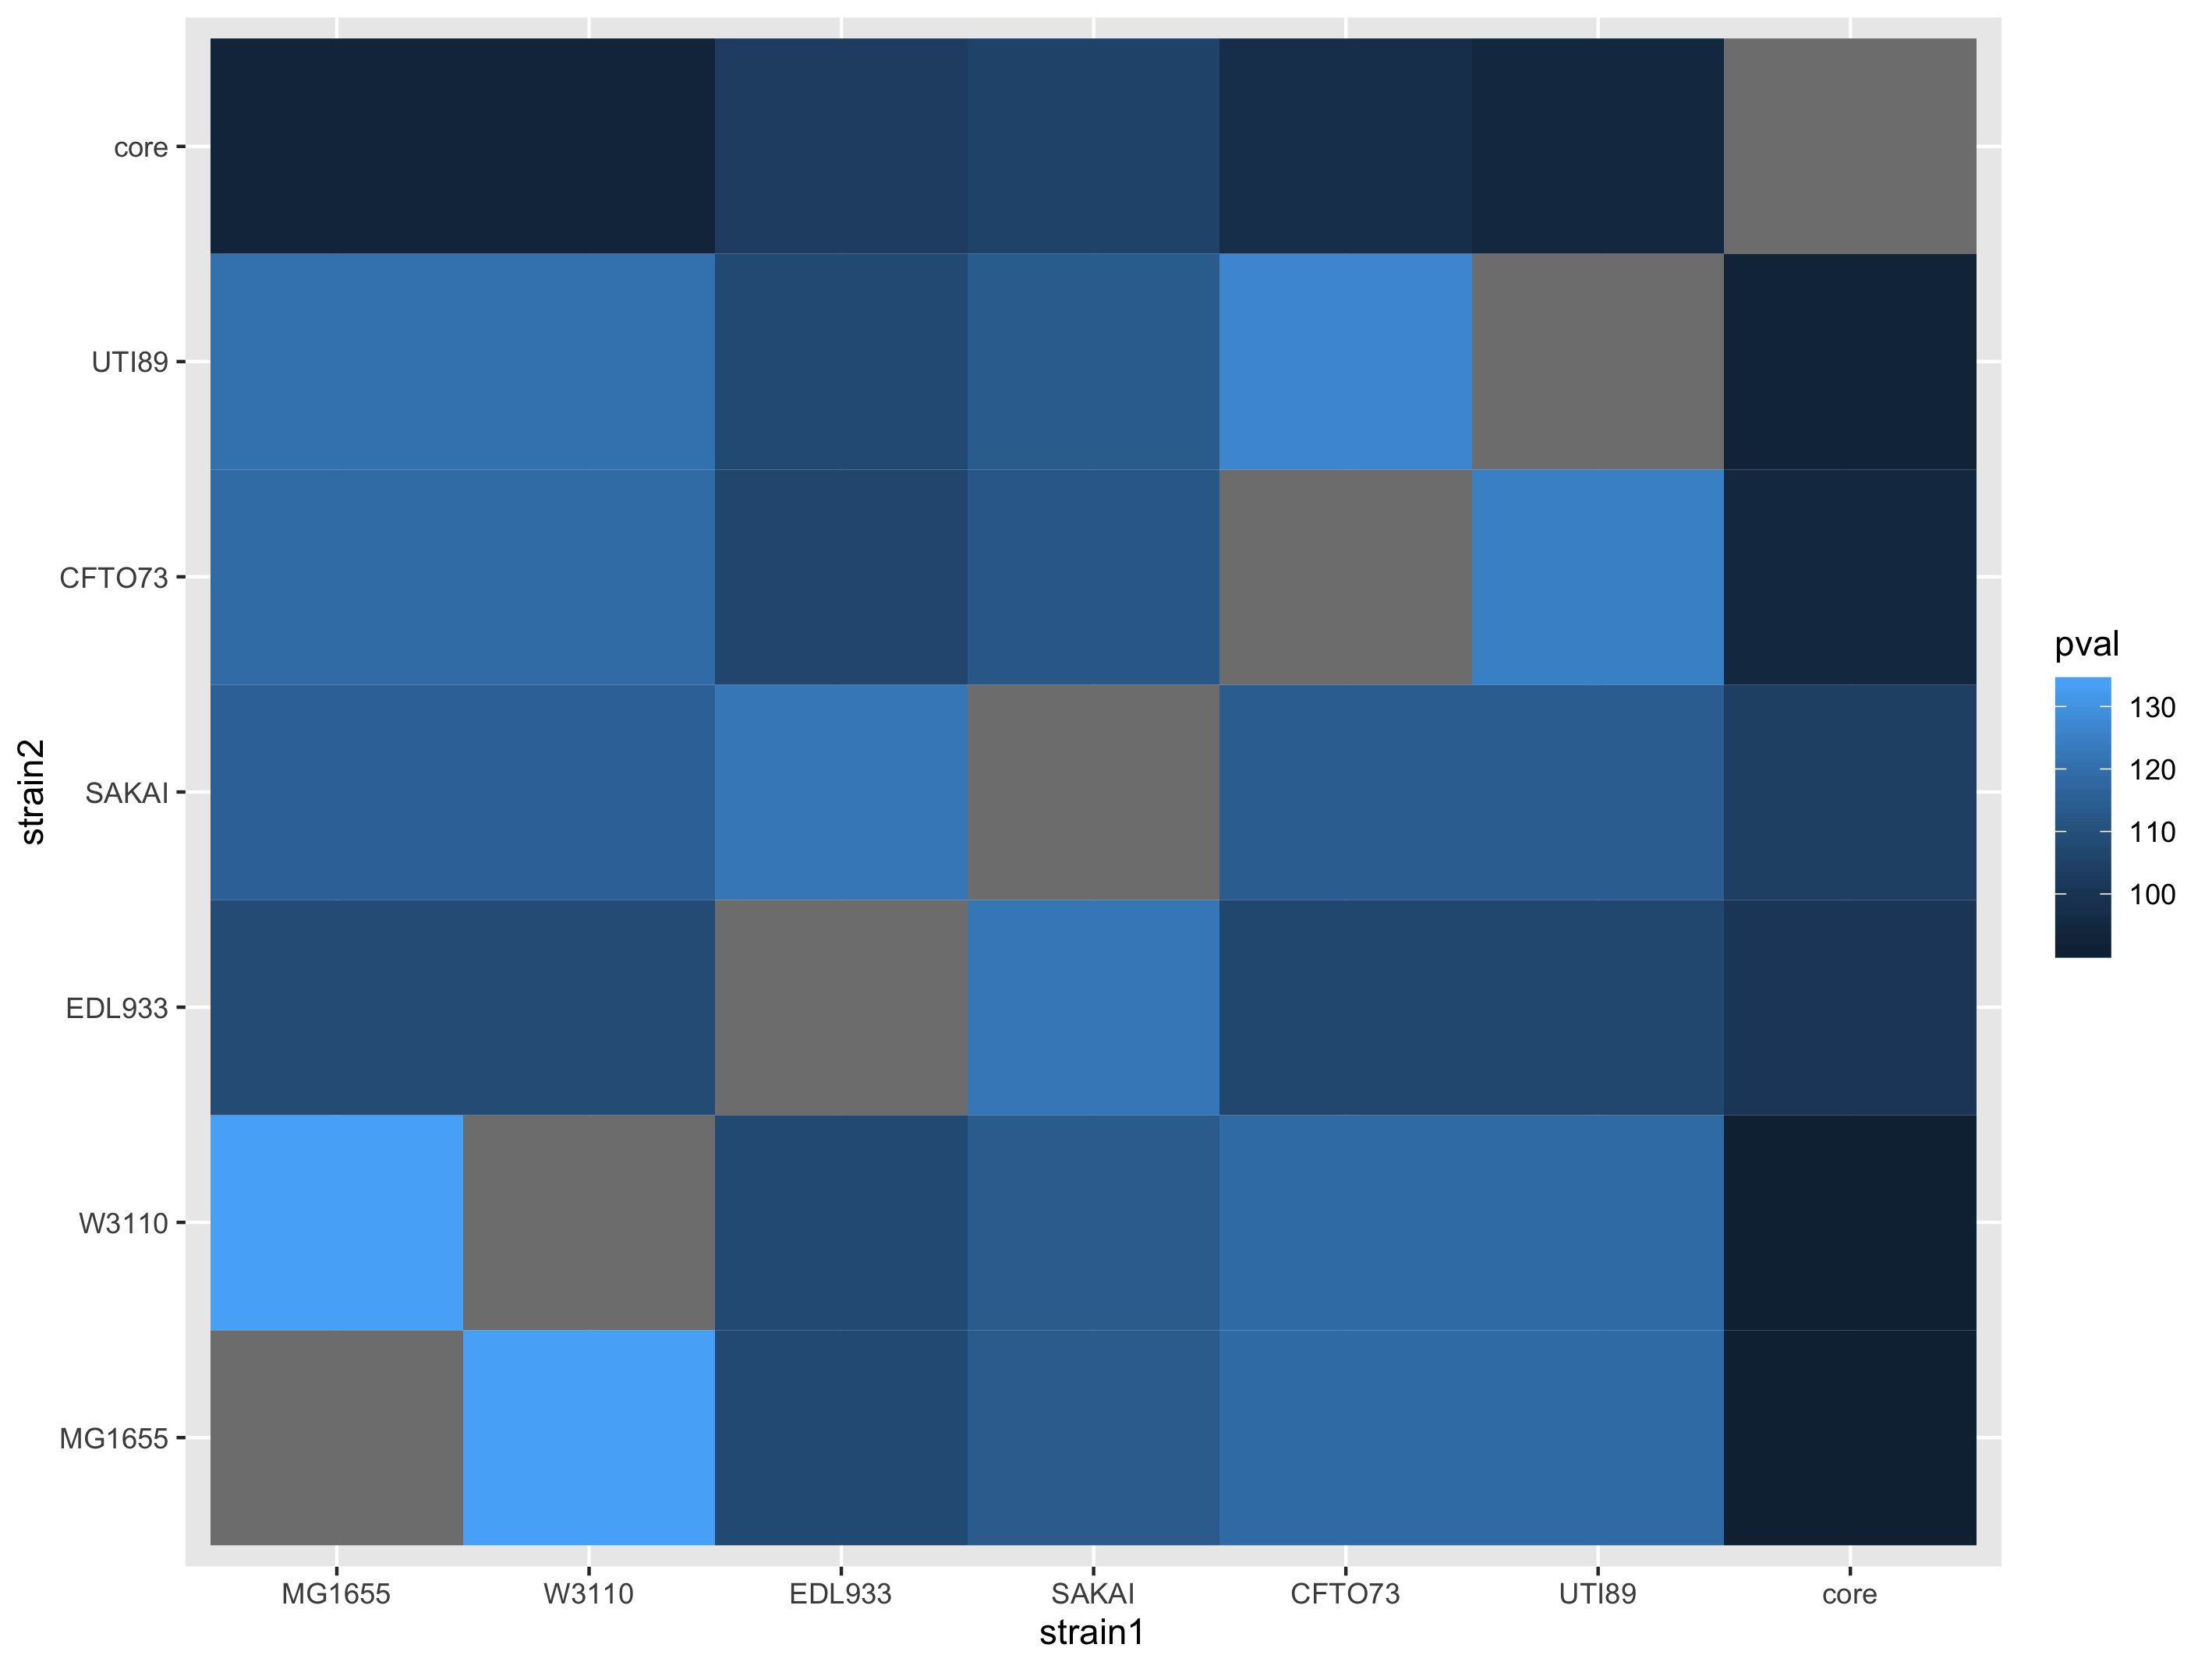 strain2
core
UTI89
CFTO73
SAKAI
EDL933
W3110
MG1655
MG1655 W3110 EDL933 SAKAI CFTO73 UTI89 core
strain1
pval
130
120
110
100